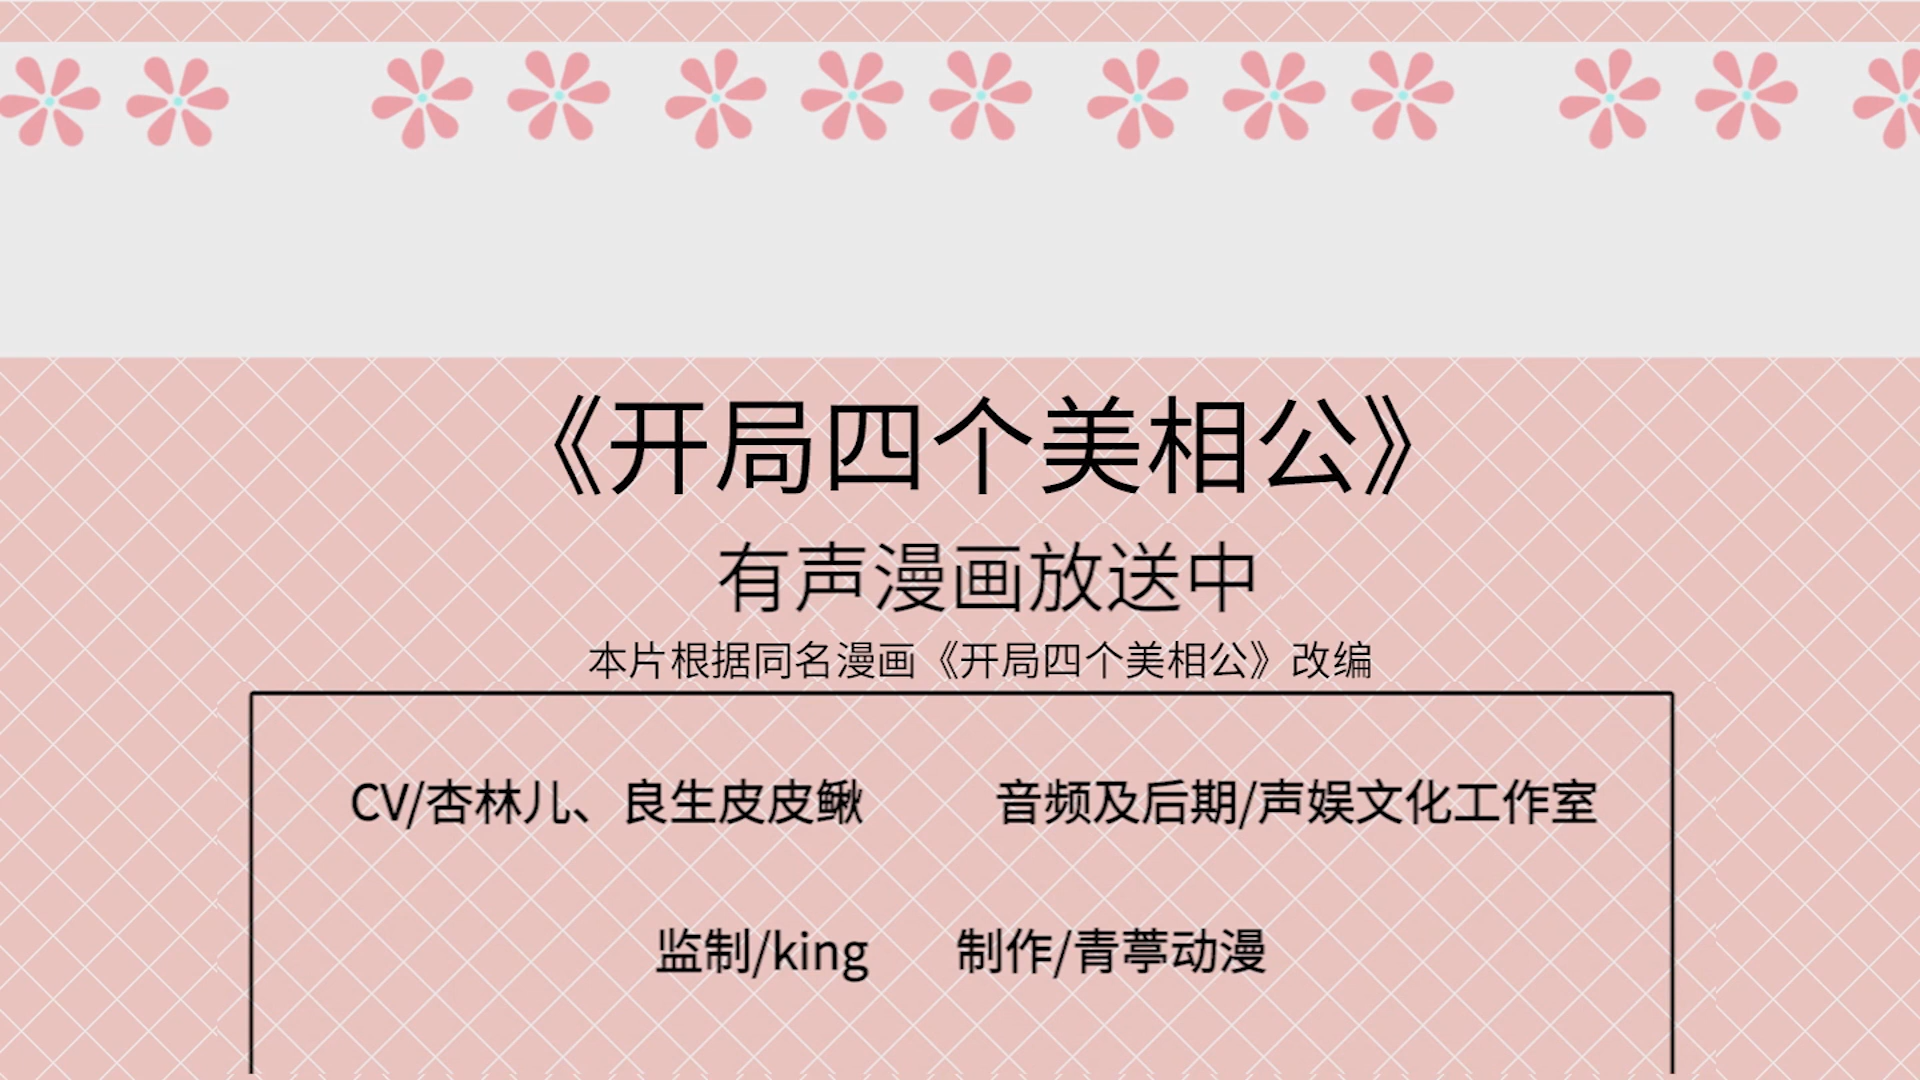 《开局四个美相公》
有声漫画放送中
本片根据同名漫画《开局四个美相公》改编
CV/杏林儿、良生皮皮鳅 音频及后期/声娱文化工作室
监制/king 制作/青葶动漫